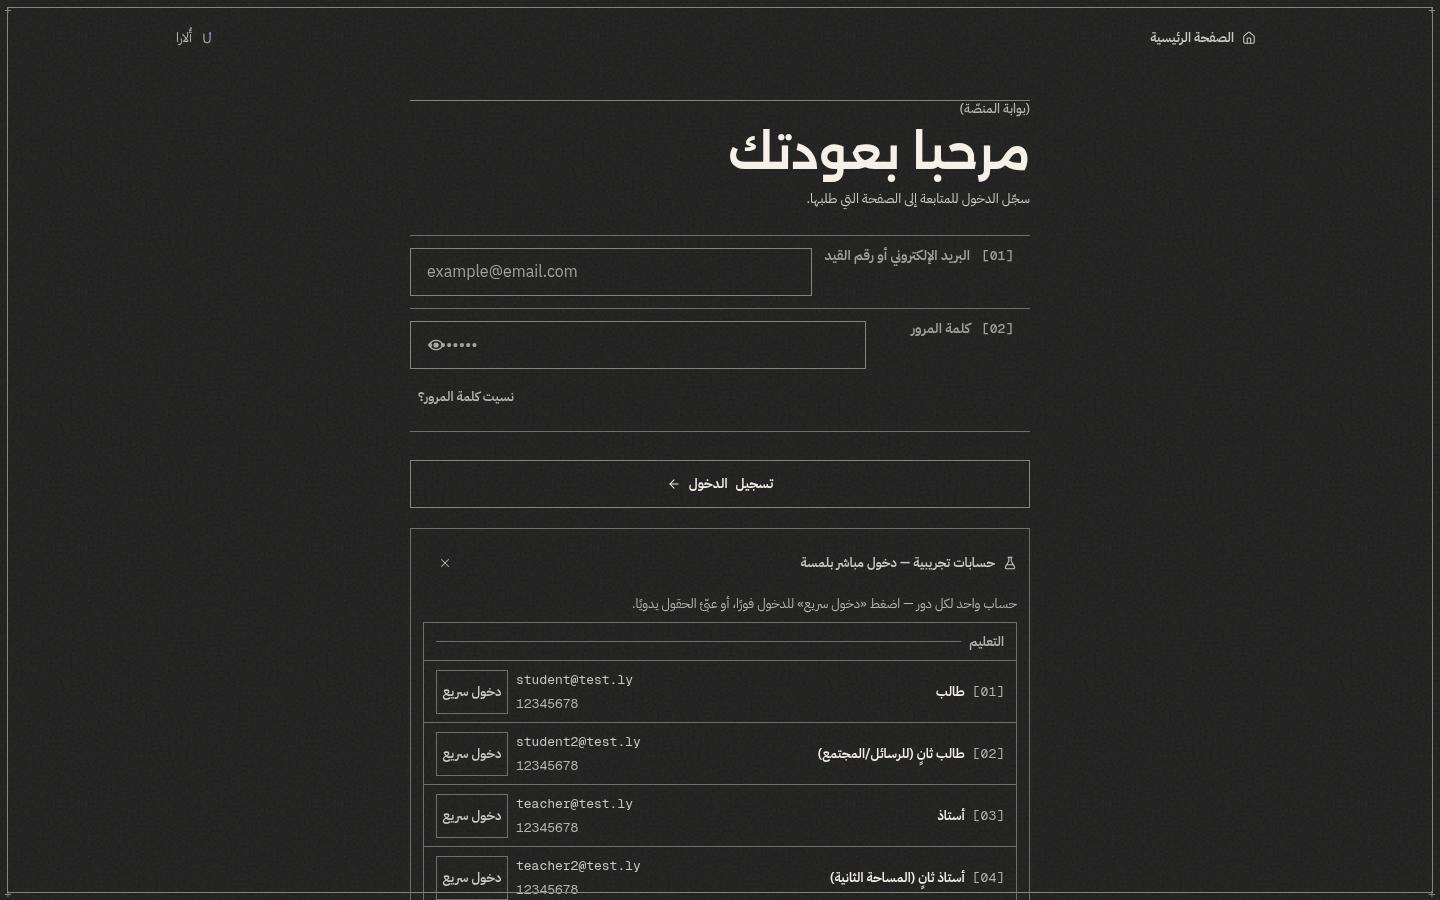 الصفحة الرئيسية
أُلارا
(بوابة المنصّة)
مرحبا بعودتك
سجّل الدخول للمتابعة إلى الصفحة التي طلبها.
[01] البريد الإلكتروني أو رقم القيد
example@email.com
[02] كلمة المرور
نسيت كلمة المرور؟
تسجيل الدخول ←
حسابات تجريبية — دخول مباشر بلمسة
حساب واحد لكل دور — اضغط «دخول سريع» للدخول فورًا، أو عبّئ الحقول يدويًا.
التعليم
[01] طالب
student@test.ly
12345678
دخول سريع
[02] طالب ثانٍ (للرسائل/المجتمع)
student2@test.ly
12345678
دخول سريع
[03] أستاذ
teacher@test.ly
12345678
دخول سريع
[04] أستاذ ثانٍ (المساحة الثانية)
teacher2@test.ly
12345678
دخول سريع